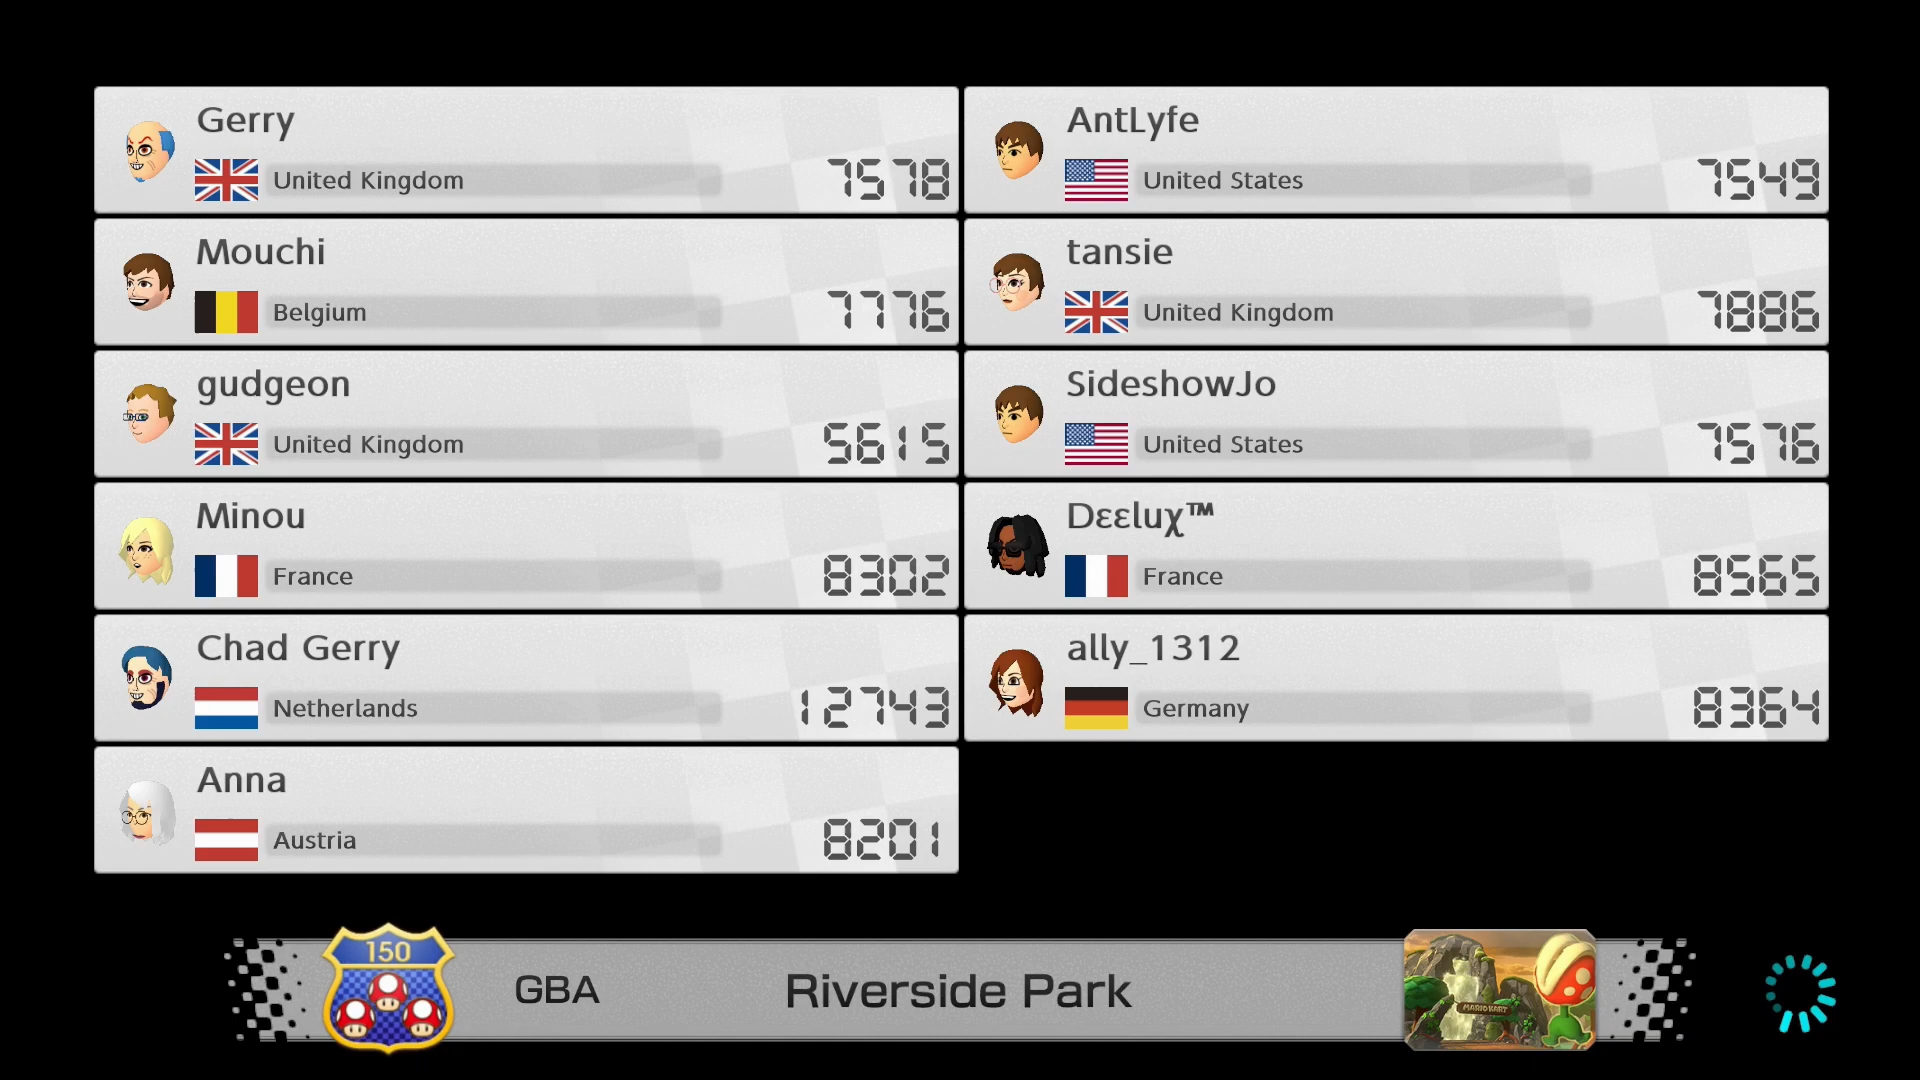 Gerry
United Kingdom 7578
AntLyfe
United States 7549
Mouchi
Belgium 7776
tansie
United Kingdom 7886
gudgeon
United Kingdom 5615
SideshowJo
United States 7576
Minou
France 8302
Dεεluχ™
France 8565
Chad Gerry
Netherlands 12743
ally_1312
Germany 8364
Anna
Austria 8201
150 GBA Riverside Park
MARIO KART